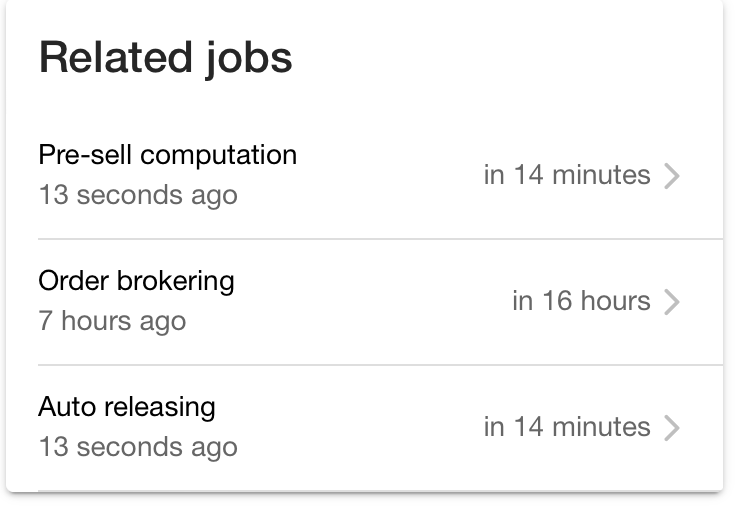 Related jobs
Pre-sell computation
13 seconds ago
in 14 minutes
Order brokering
7 hours ago
in 16 hours
Auto releasing
13 seconds ago
in 14 minutes